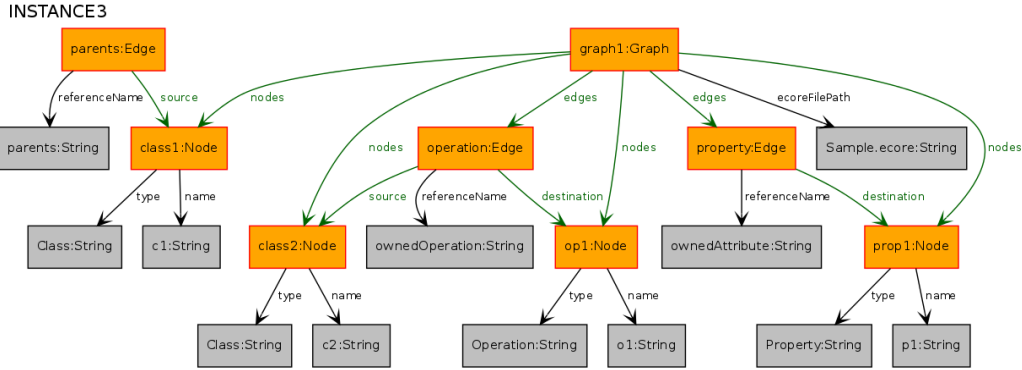 INSTANCE3
parents:Edge
graph1:Graph
referenceName
source
nodes
edges
edges
ecoreFilePath
parents:String
class1:Node
nodes
operation:Edge
nodes
property:Edge
Sample.ecore:String
nodes
type
name
source
referenceName
destination
referenceName
destination
Class:String
c1:String
class2:Node
ownedOperation:String
op1:Node
ownedAttribute:String
prop1:Node
type
name
type
name
type
name
Class:String
c2:String
Operation:String
o1:String
Property:String
p1:String